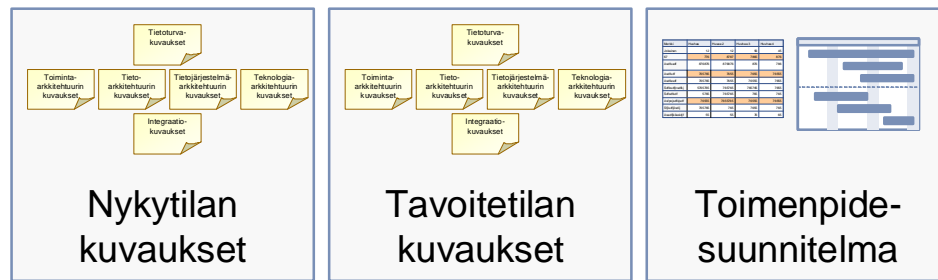 Tietoturva-
kuvaukset
Toiminta-
arkkitehtuurin
kuvaukset
Tieto-
arkkitehtuurin
kuvaukset
Tietojärjestelmä-
arkkitehtuurin
kuvaukset
Teknologia-
arkkitehtuurin
kuvaukset
Integraatio-
kuvaukset
Nykytilan
kuvaukset
Tietoturva-
kuvaukset
Toiminta-
arkkitehtuurin
kuvaukset
Tieto-
arkkitehtuurin
kuvaukset
Tietojärjestelmä-
arkkitehtuurin
kuvaukset
Teknologia-
arkkitehtuurin
kuvaukset
Integraatio-
kuvaukset
Tavoitetilan
kuvaukset
Toimenpide-
suunnitelma